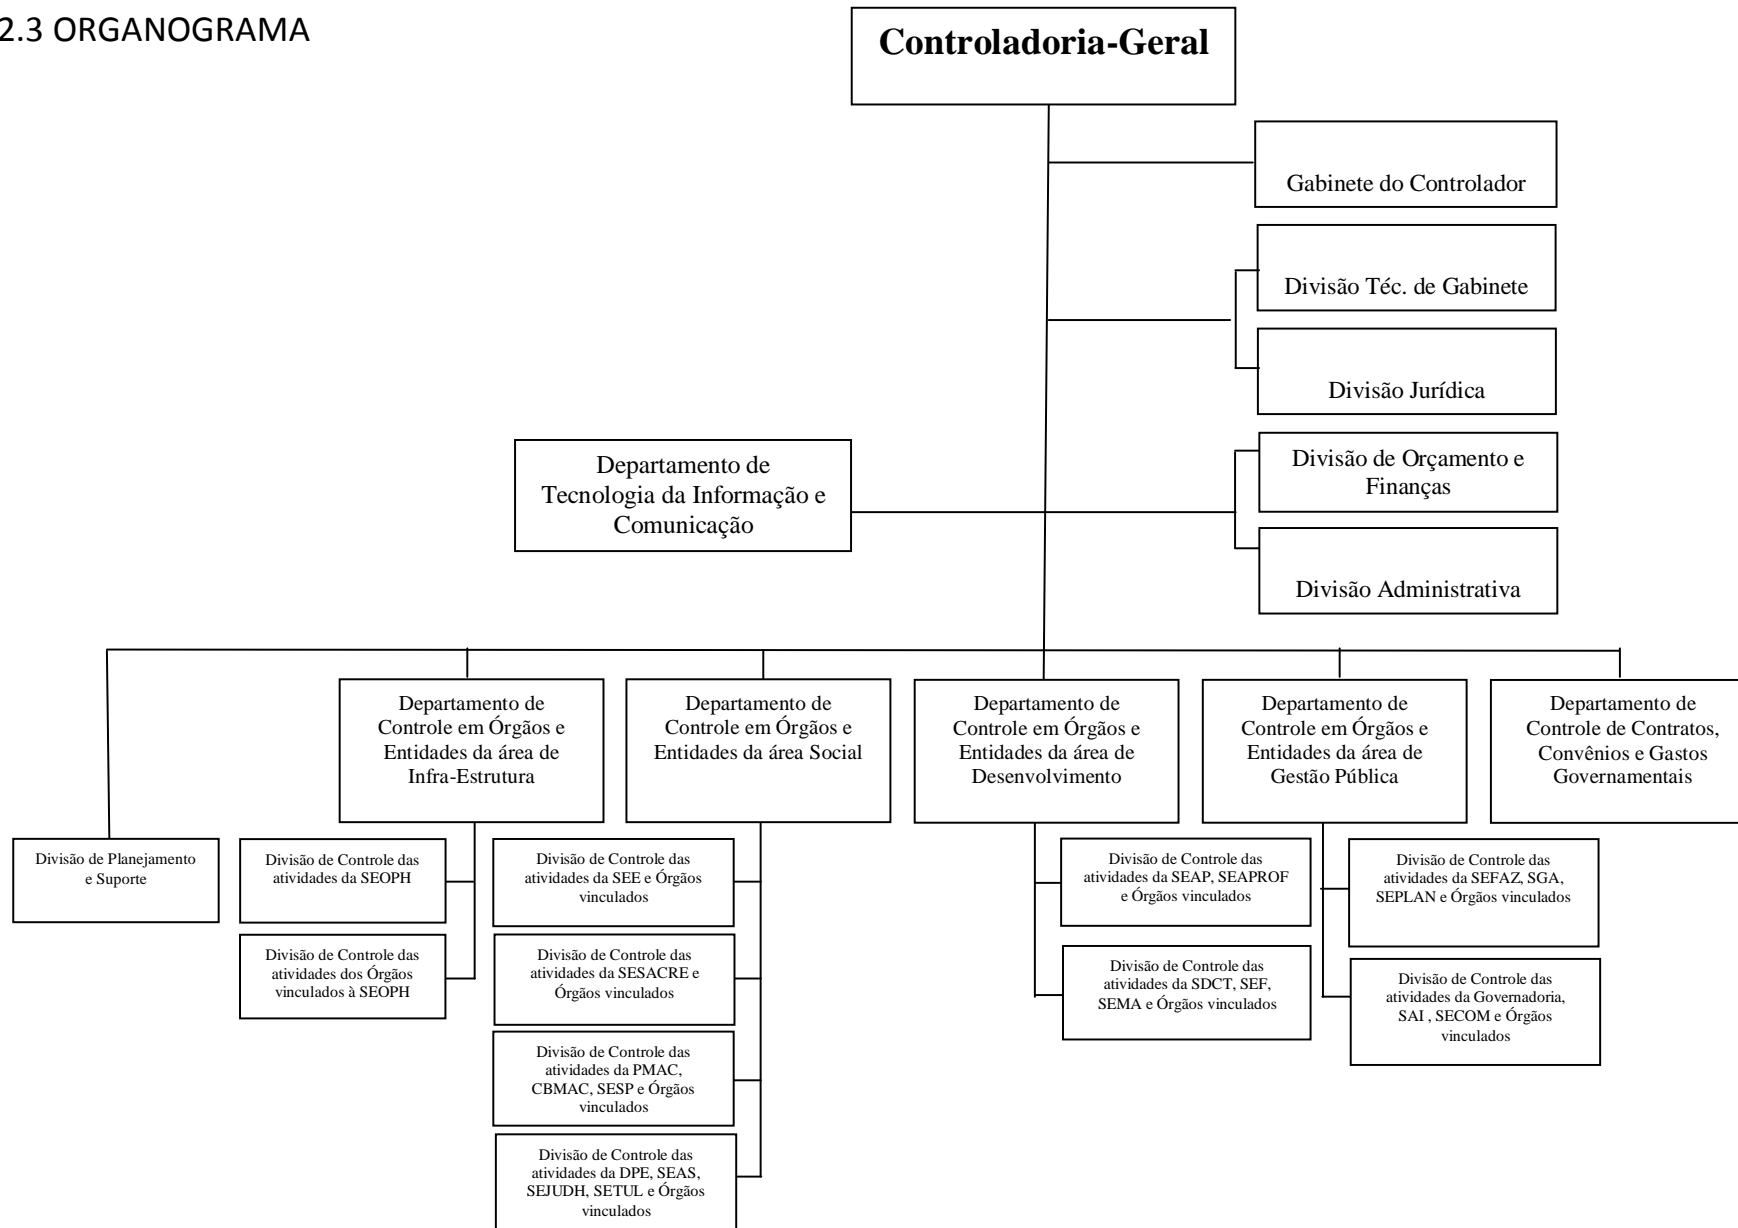 2.3 ORGANOGRAMA
Controladoria-Geral
Gabinete do Controlador
Divisão Téc. de Gabinete
Divisão Jurídica
Departamento de
Tecnologia da Informação e
Comunicação
Divisão de Orçamento e
Finanças
Divisão Administrativa
Departamento de
Controle em Órgãos e
Entidades da área de
Infra-Estrutura
Departamento de
Controle em Órgãos e
Entidades da área Social
Departamento de
Controle em Órgãos e
Entidades da área de
Desenvolvimento
Departamento de
Controle em Órgãos e
Entidades da área de
Gestão Pública
Departamento de
Controle de Contratos,
Convênios e Gastos
Governamentais
Divisão de Planejamento
e Suporte
Divisão de Controle das
atividades da SEOPH
Divisão de Controle das
atividades dos Órgãos
vinculados à SEOPH
Divisão de Controle das
atividades da SEE e Órgãos
vinculados
Divisão de Controle das
atividades da SESACRE e
Órgãos vinculados
Divisão de Controle das
atividades da PMAC,
CBMAC, SESP e Órgãos
vinculados
Divisão de Controle das
atividades da DPE, SEAS,
SEJUDH, SETUL e Órgãos
vinculados
Divisão de Controle das
atividades da SEAP, SEAPROF
e Órgãos vinculados
Divisão de Controle das
atividades da SDCT, SEF,
SEMA e Órgãos vinculados
Divisão de Controle das
atividades da SEFAZ, SGA,
SEPLAN e Órgãos vinculados
Divisão de Controle das
atividades da Governadoria,
SAI , SECOM e Órgãos
vinculados